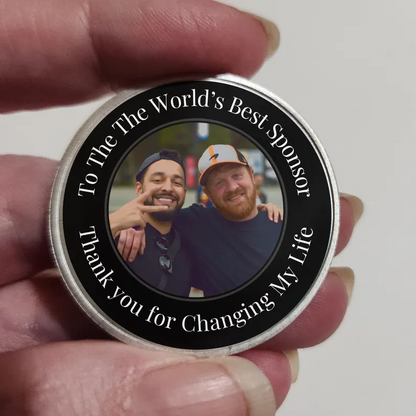 To The The World's Best Sponsor
Thank you for Changing My Life